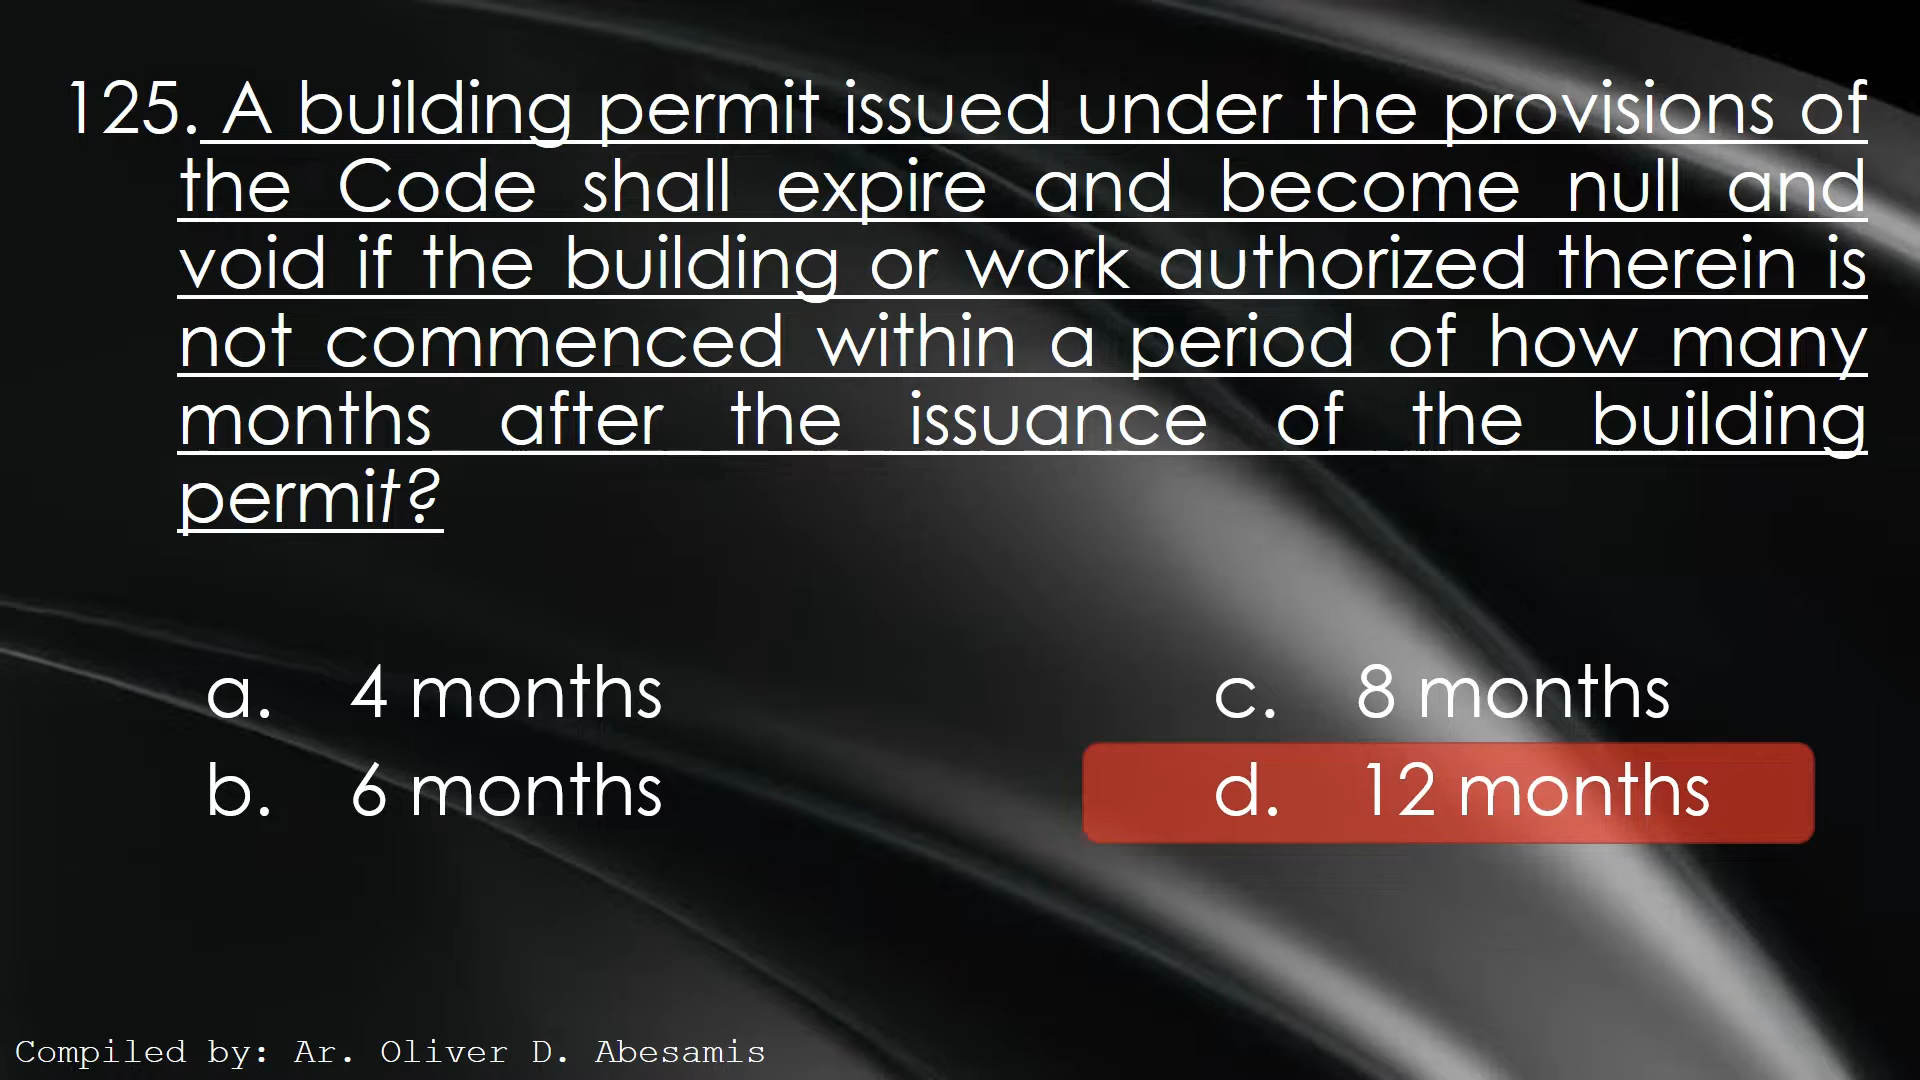 125. A building permit issued under the provisions of
the Code shall expire and become null and
void if the building or work authorized therein is
not commenced within a period of how many
months after the issuance of the building
permit?
a. 4 months
b. 6 months
c. 8 months
d. 12 months
Compiled by: Ar. Oliver D. Abesamis